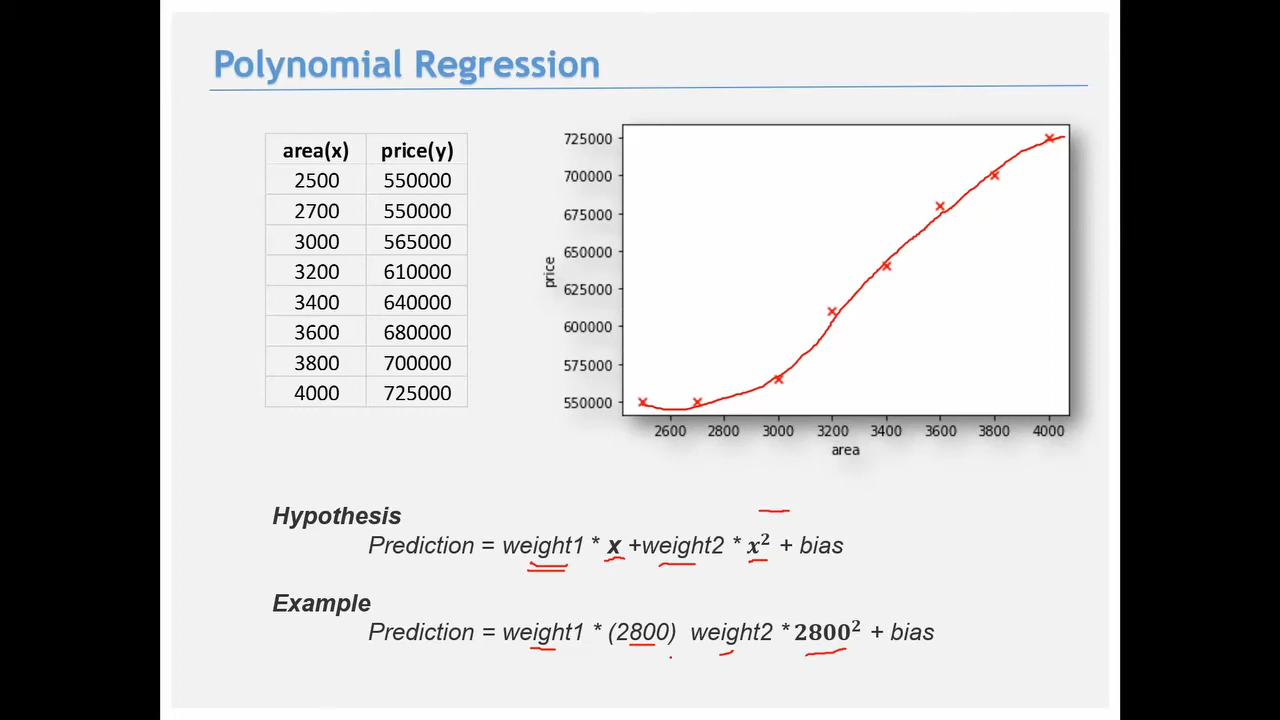 Polynomial Regression
area(x) price(y)
2500 550000
2700 550000
3000 565000
3200 610000
3400 640000
3600 680000
3800 700000
4000 725000
725000
700000
675000
650000
625000
600000
575000
550000
price
2600 2800 3000 3200 3400 3600 3800 4000
area
Hypothesis
Prediction = weight1 * x +weight2 * x² + bias
Example
Prediction = weight1 * (2800) weight2 * 2800² + bias